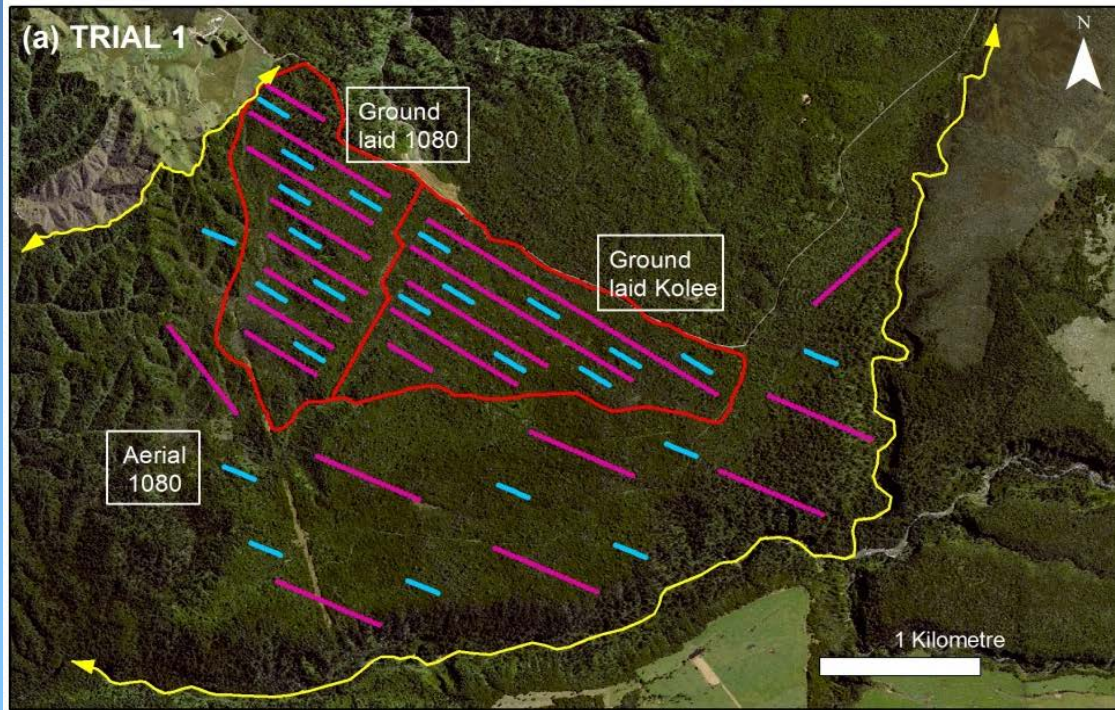 (a) TRIAL 1
N
Ground
laid 1080
Ground
laid Kolee
Aerial
1080
1 Kilometre